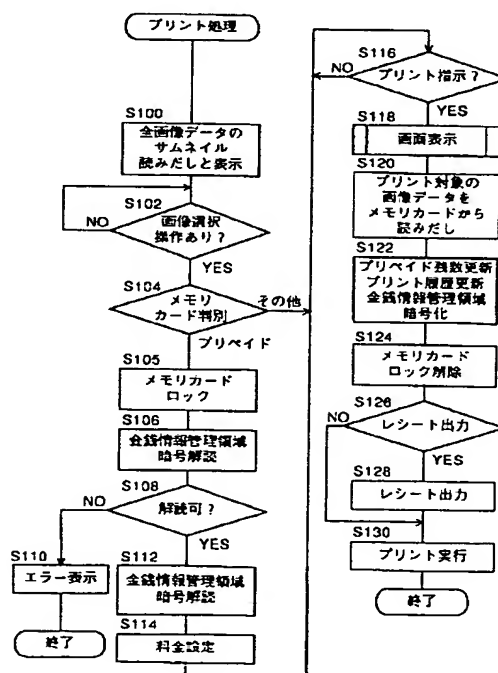 プリント処理
S100
全画像データの
サムネイル
読みだしと表示
S102
画像選択
操作あり？
NO
YES
S104
メモリ
カード判別
その他
プリペイド
S105
メモリカード
ロック
S106
金銭情報管理領域
暗号解読
S108
解読可？
NO
YES
S110
エラー表示
終了
S112
金銭情報管理領域
暗号解読
S114
料金設定
S116
プリント指示？
NO
YES
S118
画面表示
S120
プリント対象の
画像データを
メモリカードから
読みだし
S122
プリペイド残数更新
プリント履歴更新
金銭情報管理領域
暗号化
S124
メモリカード
ロック解除
S126
レシート出力
NO
YES
S128
レシート出力
S130
プリント実行
終了